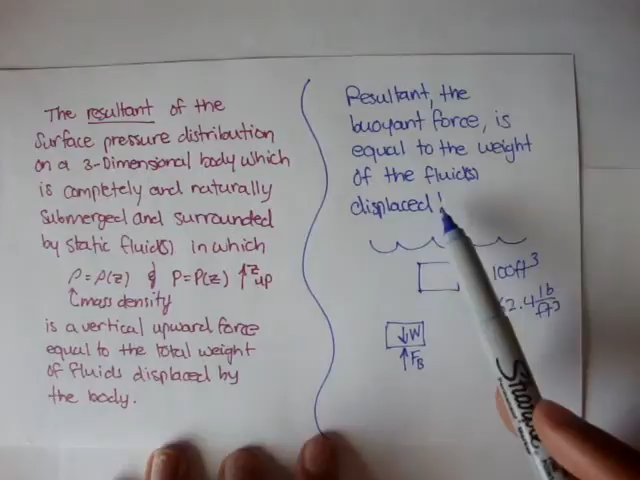 The resultant of the
Surface pressure distribution
on a 3-Dimensional body which
is completely and naturally
Submerged and surrounded
by static fluid(s) in which
ρ=ρ(z) & P=P(z) ↑z up
↑mass density
is a vertical upward force
equal to the total weight
of fluids displaced by
the body.
Resultant, the
buoyant force, is
equal to the weight
of the fluid(s)
displaced!
100ft³
2.4 lb/ft³
↓W
↑F_B
Sharpie